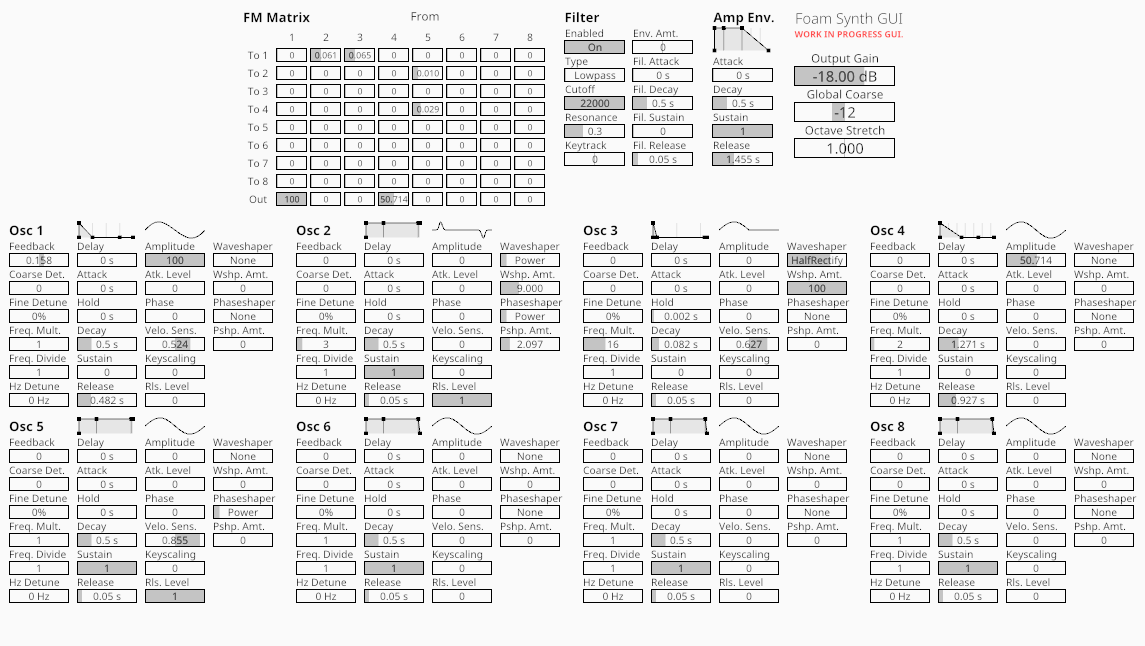 FM Matrix From Filter Amp Env. Foam Synth GUI
WORK IN PROGRESS GUI.
1 2 3 4 5 6 7 8
Enabled Env. Amt.
On 0
To 1 0 0.061 0.065 0 0 0 0 0
Type Fil. Attack Attack Output Gain
To 2 0 0 0 0 0.010 0 0 0
Lowpass 0 s 0 s -18.00 dB
Cutoff Fil. Decay Decay Global Coarse
To 3 0 0 0 0 0 0 0 0
22000 0.5 s 0.5 s -12
To 4 0 0 0 0 0.029 0 0 0
Resonance Fil. Sustain Sustain Octave Stretch
To 5 0 0 0 0 0 0 0 0
0.3 0 1 1.000
To 6 0 0 0 0 0 0 0 0
Keytrack Fil. Release Release
0 0.05 s 1.455 s
To 7 0 0 0 0 0 0 0 0
To 8 0 0 0 0 0 0 0 0
Out 100 0 0 50.714 0 0 0 0
Osc 1
Feedback Delay Amplitude Waveshaper
0.158 0 s 100 None
Coarse Det. Attack Atk. Level Wshp. Amt.
0 0 s 0 0
Fine Detune Hold Phase Phaseshaper
0% 0 s 0 None
Freq. Mult. Decay Velo. Sens. Pshp. Amt.
1 0.5 s 0.524 0
Freq. Divide Sustain Keyscaling
1 0 0
Hz Detune Release Rls. Level
0 Hz 0.482 s 0
Osc 2
Feedback Delay Amplitude Waveshaper
0 0 s 0 Power
Coarse Det. Attack Atk. Level Wshp. Amt.
0 0 s 0 9.000
Fine Detune Hold Phase Phaseshaper
0% 0 s 0 Power
Freq. Mult. Decay Velo. Sens. Pshp. Amt.
3 0.5 s 0 2.097
Freq. Divide Sustain Keyscaling
1 1 0
Hz Detune Release Rls. Level
0 Hz 0.05 s 1
Osc 3
Feedback Delay Amplitude Waveshaper
0 0 s 0 HalfRectify
Coarse Det. Attack Atk. Level Wshp. Amt.
0 0 s 0 100
Fine Detune Hold Phase Phaseshaper
0% 0.002 s 0 None
Freq. Mult. Decay Velo. Sens. Pshp. Amt.
16 0.082 s 0.627 0
Freq. Divide Sustain Keyscaling
1 0 0
Hz Detune Release Rls. Level
0 Hz 0.05 s 0
Osc 4
Feedback Delay Amplitude Waveshaper
0 0 s 50.714 None
Coarse Det. Attack Atk. Level Wshp. Amt.
0 0 s 0 0
Fine Detune Hold Phase Phaseshaper
0% 0 s 0 None
Freq. Mult. Decay Velo. Sens. Pshp. Amt.
2 1.271 s 0 0
Freq. Divide Sustain Keyscaling
1 0 0
Hz Detune Release Rls. Level
0 Hz 0.927 s 0
Osc 5
Feedback Delay Amplitude Waveshaper
0 0 s 0 None
Coarse Det. Attack Atk. Level Wshp. Amt.
0 0 s 0 0
Fine Detune Hold Phase Phaseshaper
0% 0 s 0 Power
Freq. Mult. Decay Velo. Sens. Pshp. Amt.
1 0.5 s 0.855 0
Freq. Divide Sustain Keyscaling
1 1 0
Hz Detune Release Rls. Level
0 Hz 0.05 s 1
Osc 6
Feedback Delay Amplitude Waveshaper
0 0 s 0 None
Coarse Det. Attack Atk. Level Wshp. Amt.
0 0 s 0 0
Fine Detune Hold Phase Phaseshaper
0% 0 s 0 None
Freq. Mult. Decay Velo. Sens. Pshp. Amt.
1 0.5 s 0 0
Freq. Divide Sustain Keyscaling
1 1 0
Hz Detune Release Rls. Level
0 Hz 0.05 s 0
Osc 7
Feedback Delay Amplitude Waveshaper
0 0 s 0 None
Coarse Det. Attack Atk. Level Wshp. Amt.
0 0 s 0 0
Fine Detune Hold Phase Phaseshaper
0% 0 s 0 None
Freq. Mult. Decay Velo. Sens. Pshp. Amt.
1 0.5 s 0 0
Freq. Divide Sustain Keyscaling
1 1 0
Hz Detune Release Rls. Level
0 Hz 0.05 s 0
Osc 8
Feedback Delay Amplitude Waveshaper
0 0 s 0 None
Coarse Det. Attack Atk. Level Wshp. Amt.
0 0 s 0 0
Fine Detune Hold Phase Phaseshaper
0% 0 s 0 None
Freq. Mult. Decay Velo. Sens. Pshp. Amt.
1 0.5 s 0 0
Freq. Divide Sustain Keyscaling
1 1 0
Hz Detune Release Rls. Level
0 Hz 0.05 s 0